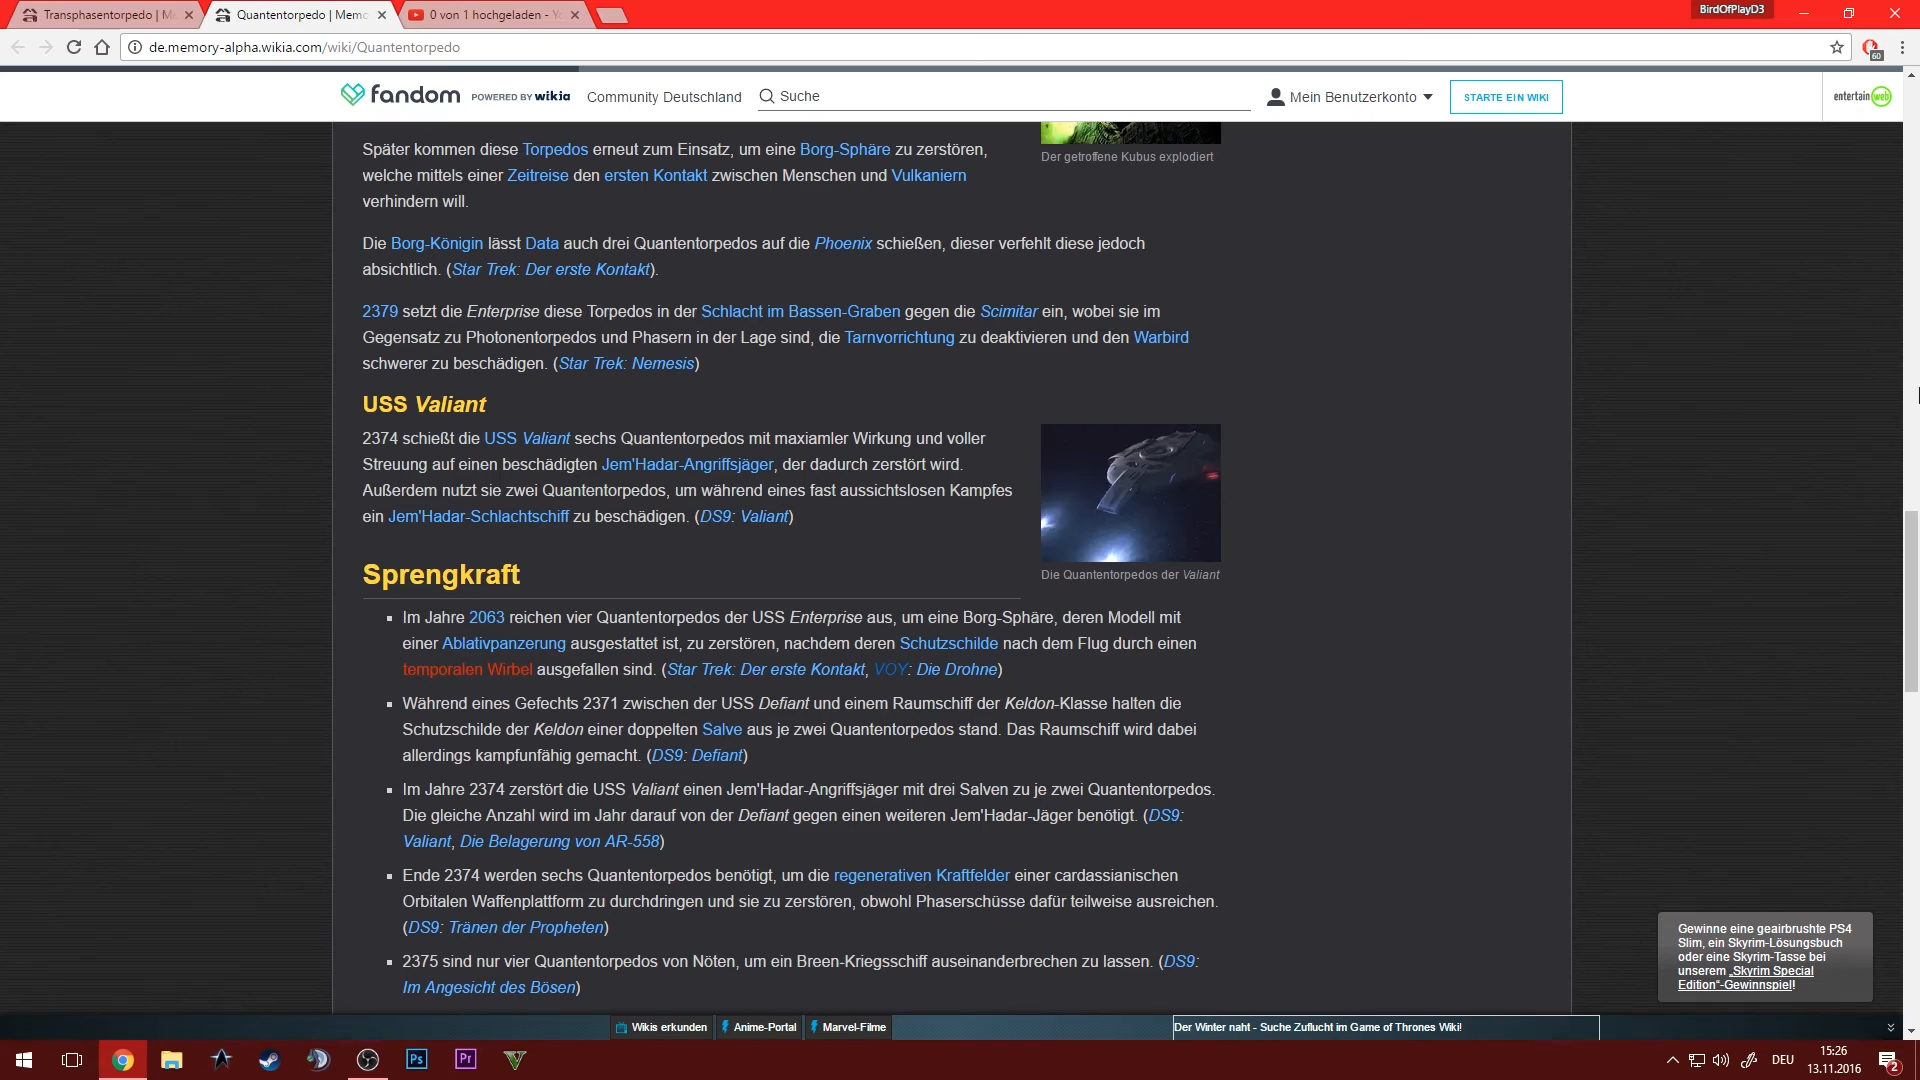 Transphasentorpedo | M
Quantentorpedo | Memo
0 von 1 hochgeladen - Yo
BirdOfPlayD3
de.memory-alpha.wikia.com/wiki/Quantentorpedo
60
fandom POWERED BY wikia Community Deutschland Suche Mein Benutzerkonto STARTE EIN WIKI entertain web
Später kommen diese Torpedos erneut zum Einsatz, um eine Borg-Sphäre zu zerstören,
welche mittels einer Zeitreise den ersten Kontakt zwischen Menschen und Vulkaniern
verhindern will.
Der getroffene Kubus explodiert
Die Borg-Königin lässt Data auch drei Quantentorpedos auf die Phoenix schießen, dieser verfehlt diese jedoch
absichtlich. (Star Trek: Der erste Kontakt).
2379 setzt die Enterprise diese Torpedos in der Schlacht im Bassen-Graben gegen die Scimitar ein, wobei sie im
Gegensatz zu Photonentorpedos und Phasern in der Lage sind, die Tarnvorrichtung zu deaktivieren und den Warbird
schwerer zu beschädigen. (Star Trek: Nemesis)
USS Valiant
2374 schießt die USS Valiant sechs Quantentorpedos mit maxiamler Wirkung und voller
Streuung auf einen beschädigten Jem'Hadar-Angriffsjäger, der dadurch zerstört wird.
Außerdem nutzt sie zwei Quantentorpedos, um während eines fast aussichtslosen Kampfes
ein Jem'Hadar-Schlachtschiff zu beschädigen. (DS9: Valiant)
Die Quantentorpedos der Valiant
Sprengkraft
Im Jahre 2063 reichen vier Quantentorpedos der USS Enterprise aus, um eine Borg-Sphäre, deren Modell mit
einer Ablativpanzerung ausgestattet ist, zu zerstören, nachdem deren Schutzschilde nach dem Flug durch einen
temporalen Wirbel ausgefallen sind. (Star Trek: Der erste Kontakt, VOY: Die Drohne)
Während eines Gefechts 2371 zwischen der USS Defiant und einem Raumschiff der Keldon-Klasse halten die
Schutzschilde der Keldon einer doppelten Salve aus je zwei Quantentorpedos stand. Das Raumschiff wird dabei
allerdings kampfunfähig gemacht. (DS9: Defiant)
Im Jahre 2374 zerstört die USS Valiant einen Jem'Hadar-Angriffsjäger mit drei Salven zu je zwei Quantentorpedos.
Die gleiche Anzahl wird im Jahr darauf von der Defiant gegen einen weiteren Jem'Hadar-Jäger benötigt. (DS9:
Valiant, Die Belagerung von AR-558)
Ende 2374 werden sechs Quantentorpedos benötigt, um die regenerativen Kraftfelder einer cardassianischen
Orbitalen Waffenplattform zu durchdringen und sie zu zerstören, obwohl Phaserschüsse dafür teilweise ausreichen.
(DS9: Tränen der Propheten)
2375 sind nur vier Quantentorpedos von Nöten, um ein Breen-Kriegsschiff auseinanderbrechen zu lassen. (DS9:
Im Angesicht des Bösen)
Gewinne eine geairbrushte PS4
Slim, ein Skyrim-Lösungsbuch
oder eine Skyrim-Tasse bei
unserem „Skyrim Special
Edition“-Gewinnspiel!
Wikis erkunden Anime-Portal Marvel-Filme Der Winter naht - Suche Zuflucht im Game of Thrones Wiki!
Ps Pr V
DEU
15:26
13.11.2016
2